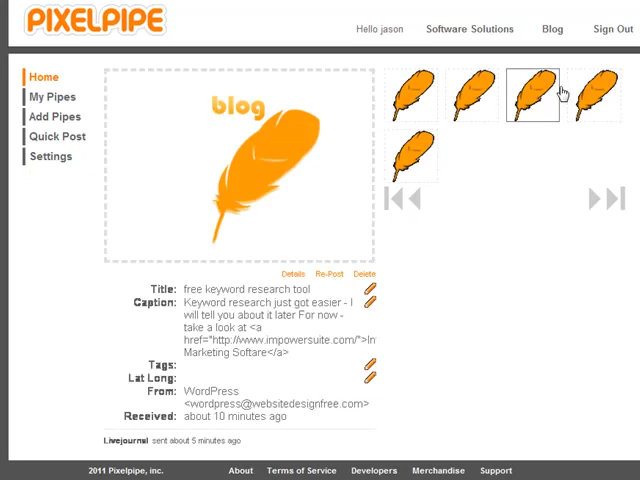 PIXELPIPE
Hello jason
Software Solutions
Blog
Sign Out
Home
My Pipes
Add Pipes
Quick Post
Settings
blog
Details Re-Post Delete
Title: free keyword research tool
Caption: Keyword research just got easier - I
will tell you about it later For now -
take a look at <a
href="http://www.impowersuite.com/">In
Marketing Softare</a>
Tags:
Lat Long:
From: WordPress
<wordpress@websitedesignfree.com>
Received: about 10 minutes ago
Livejournal sent about 5 minutes ago
2011 Pixelpipe, inc.
About
Terms of Service
Developers
Merchandise
Support